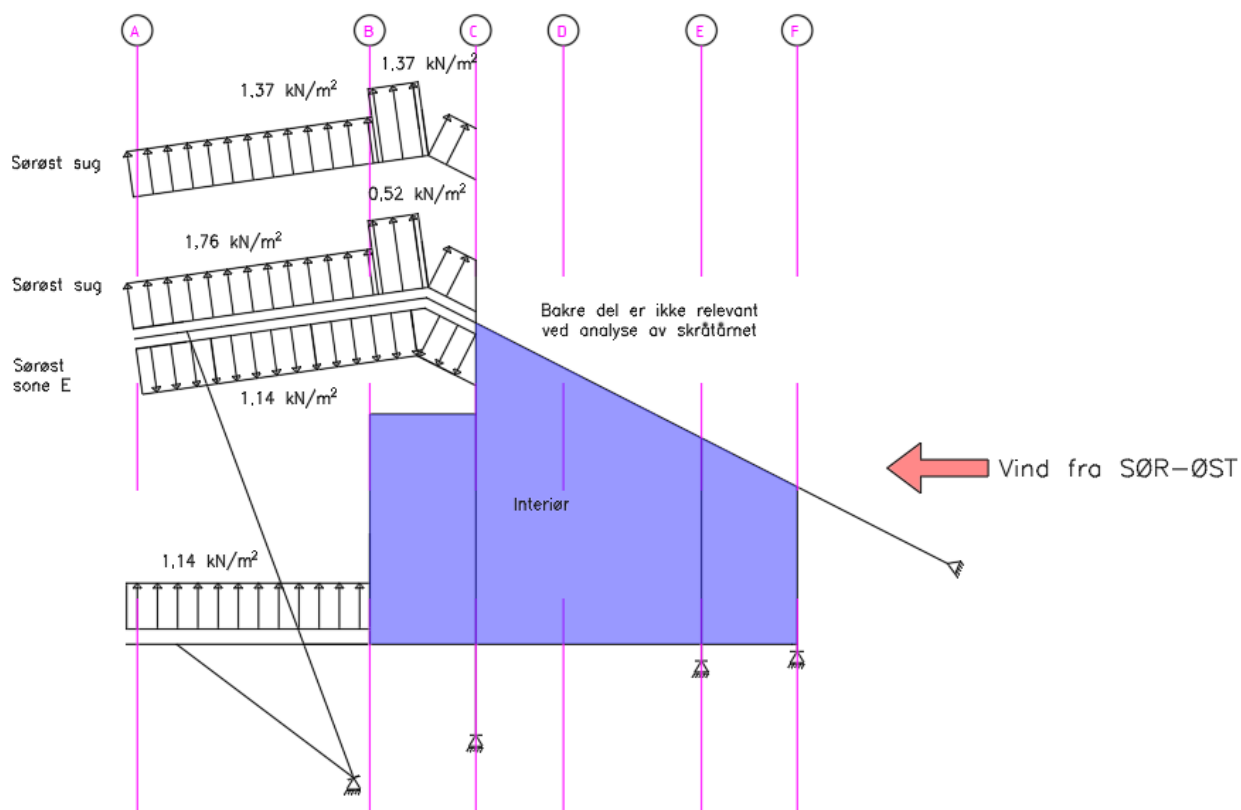 A
B
C
D
E
F
1,37 kN/m²
1,37 kN/m²
Sørøst sug
0,52 kN/m²
1,76 kN/m²
Sørøst sug
Bakre del er ikke relevant
ved analyse av skråtårnet
Sørøst
sone E
1,14 kN/m²
Vind fra SØR-ØST
Interiør
1,14 kN/m²